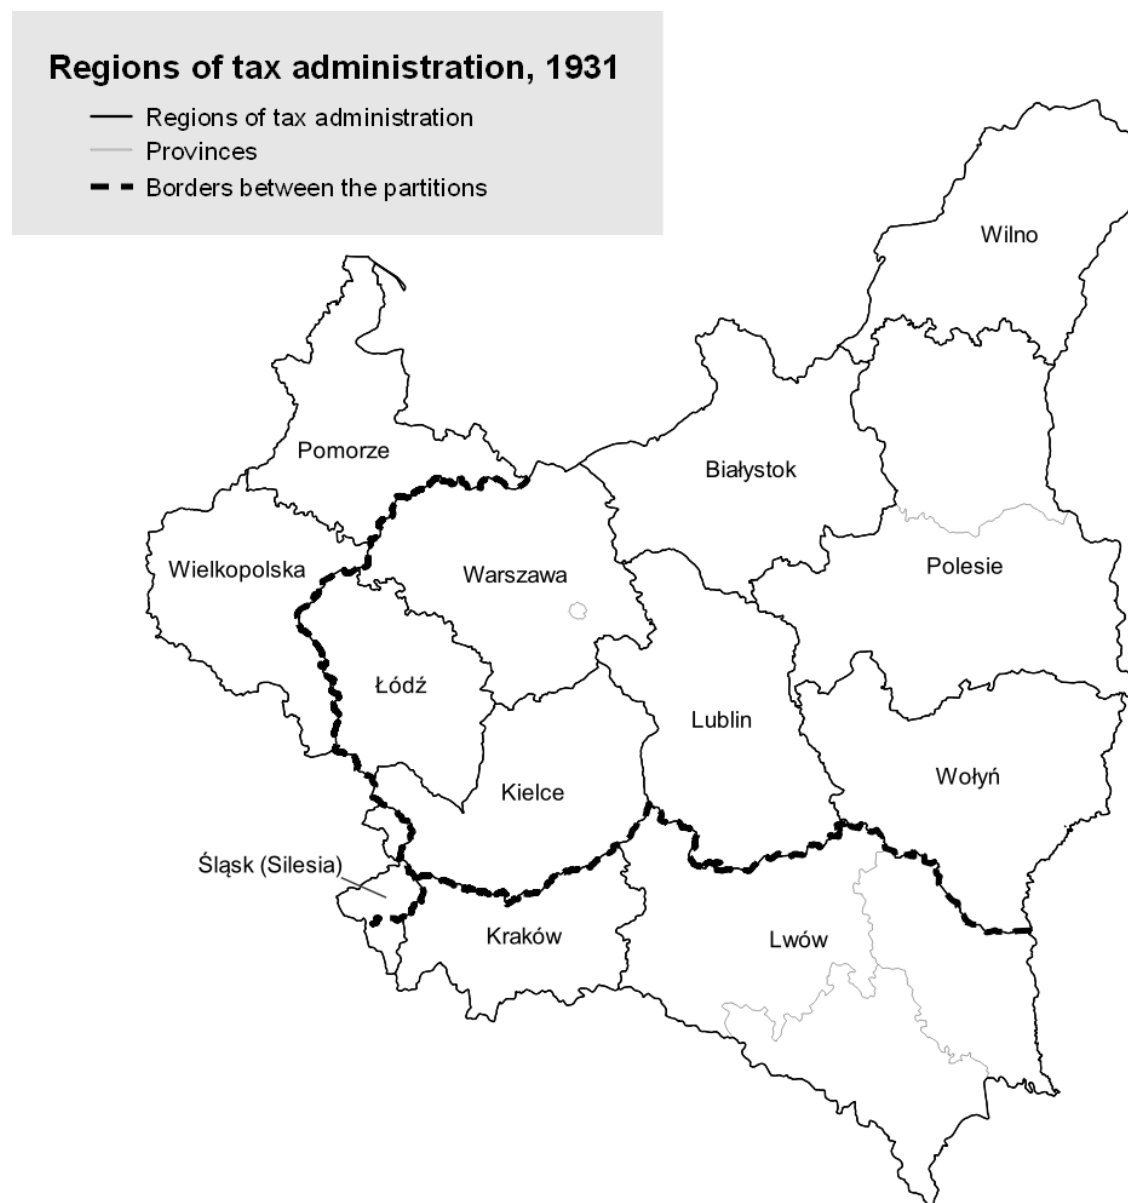 Regions of tax administration, 1931
Regions of tax administration
Provinces
Borders between the partitions
Wilno
Pomorze
Białystok
Wielkopolska
Warszawa
Polesie
Łódź
Lublin
Kielce
Wołyń
Śląsk (Silesia)
Kraków
Lwów